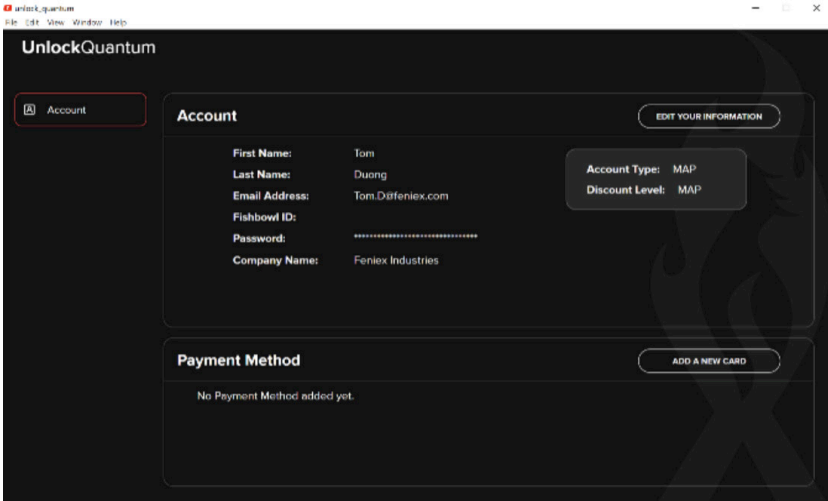 unlock_quantum
File Edit View Window Help
UnlockQuantum
Account
Account
EDIT YOUR INFORMATION
First Name: Tom
Last Name: Duong
Email Address: Tom.D@feniex.com
Fishbowl ID:
Password: ********************************
Company Name: Feniex Industries
Account Type: MAP
Discount Level: MAP
Payment Method
ADD A NEW CARD
No Payment Method added yet.